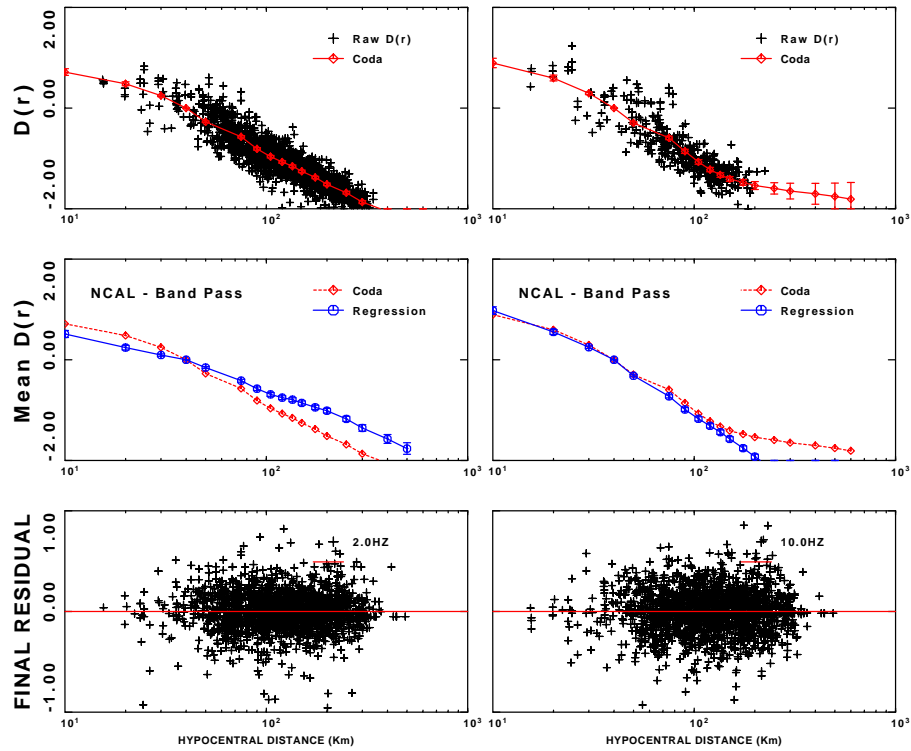 2.00
D(r)
0.00
-2.00
Raw D(r)
Coda
10¹
10²
10³
Raw D(r)
Coda
10¹
10²
10³
2.00
Mean D(r)
0.00
-2.00
NCAL - Band Pass
Coda
Regression
10¹
10²
10³
NCAL - Band Pass
Coda
Regression
10¹
10²
10³
1.00
FINAL RESIDUAL
0.00
-1.00
2.0HZ
10¹
10²
10³
HYPOCENTRAL DISTANCE (Km)
10.0HZ
10¹
10²
10³
HYPOCENTRAL DISTANCE (Km)